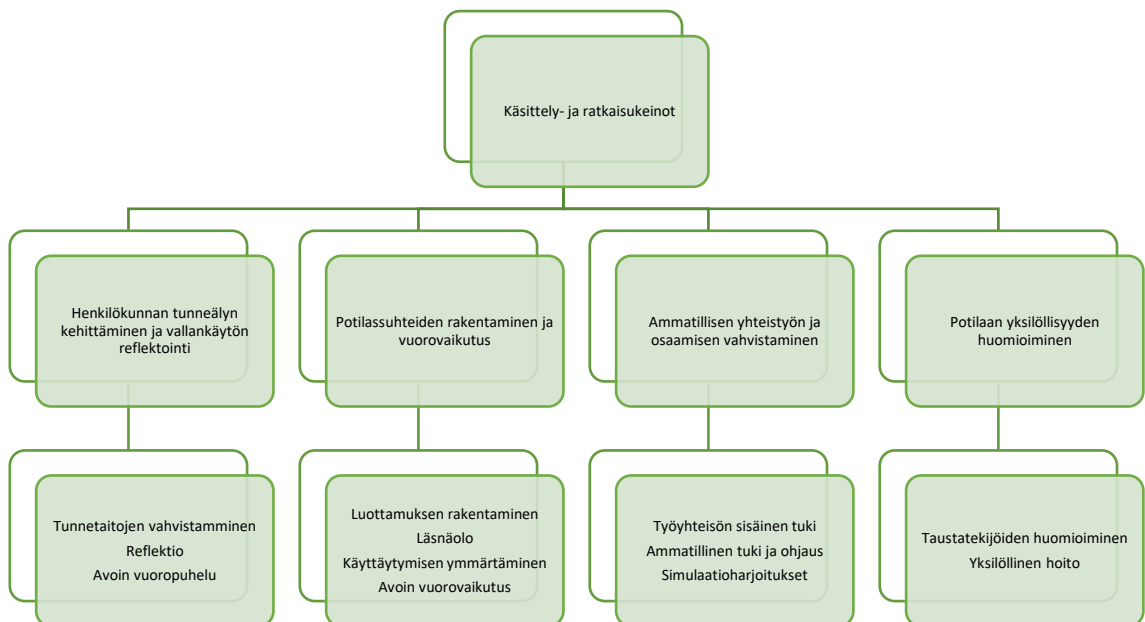 Käsittely- ja ratkaisukeinot
Henkilökunnan tunneälyn
kehittäminen ja vallankäytön
reflektointi
Potilassuhteiden rakentaminen ja
vuorovaikutus
Ammatillisen yhteistyön ja
osaamisen vahvistaminen
Potilaan yksilöllisyyden
huomioiminen
Tunnetaitojen vahvistamminen
Reflektio
Avoin vuoropuhelu
Luottamuksen rakentaminen
Läsnäolo
Käyttäytymisen ymmärtäminen
Avoin vuorovaikutus
Työyhteisön sisäinen tuki
Ammatillinen tuki ja ohjaus
Simulaatioharjoitukset
Taustatekijöiden huomioiminen
Yksilöllinen hoito